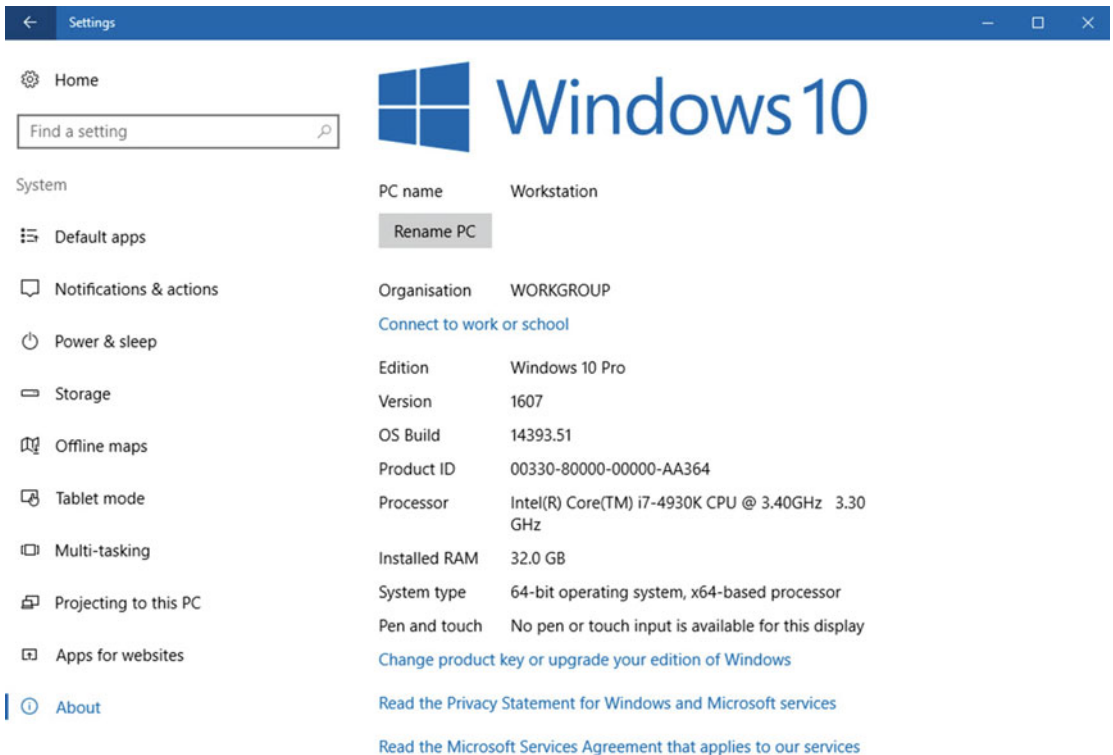 Settings
Home
Find a setting
System
Default apps
Notifications & actions
Power & sleep
Storage
Offline maps
Tablet mode
Multi-tasking
Projecting to this PC
Apps for websites
About
Windows 10
PC name Workstation
Rename PC
Organisation WORKGROUP
Connect to work or school
Edition Windows 10 Pro
Version 1607
OS Build 14393.51
Product ID 00330-80000-00000-AA364
Processor Intel(R) Core(TM) i7-4930K CPU @ 3.40GHz 3.30
GHz
Installed RAM 32.0 GB
System type 64-bit operating system, x64-based processor
Pen and touch No pen or touch input is available for this display
Change product key or upgrade your edition of Windows
Read the Privacy Statement for Windows and Microsoft services
Read the Microsoft Services Agreement that applies to our services